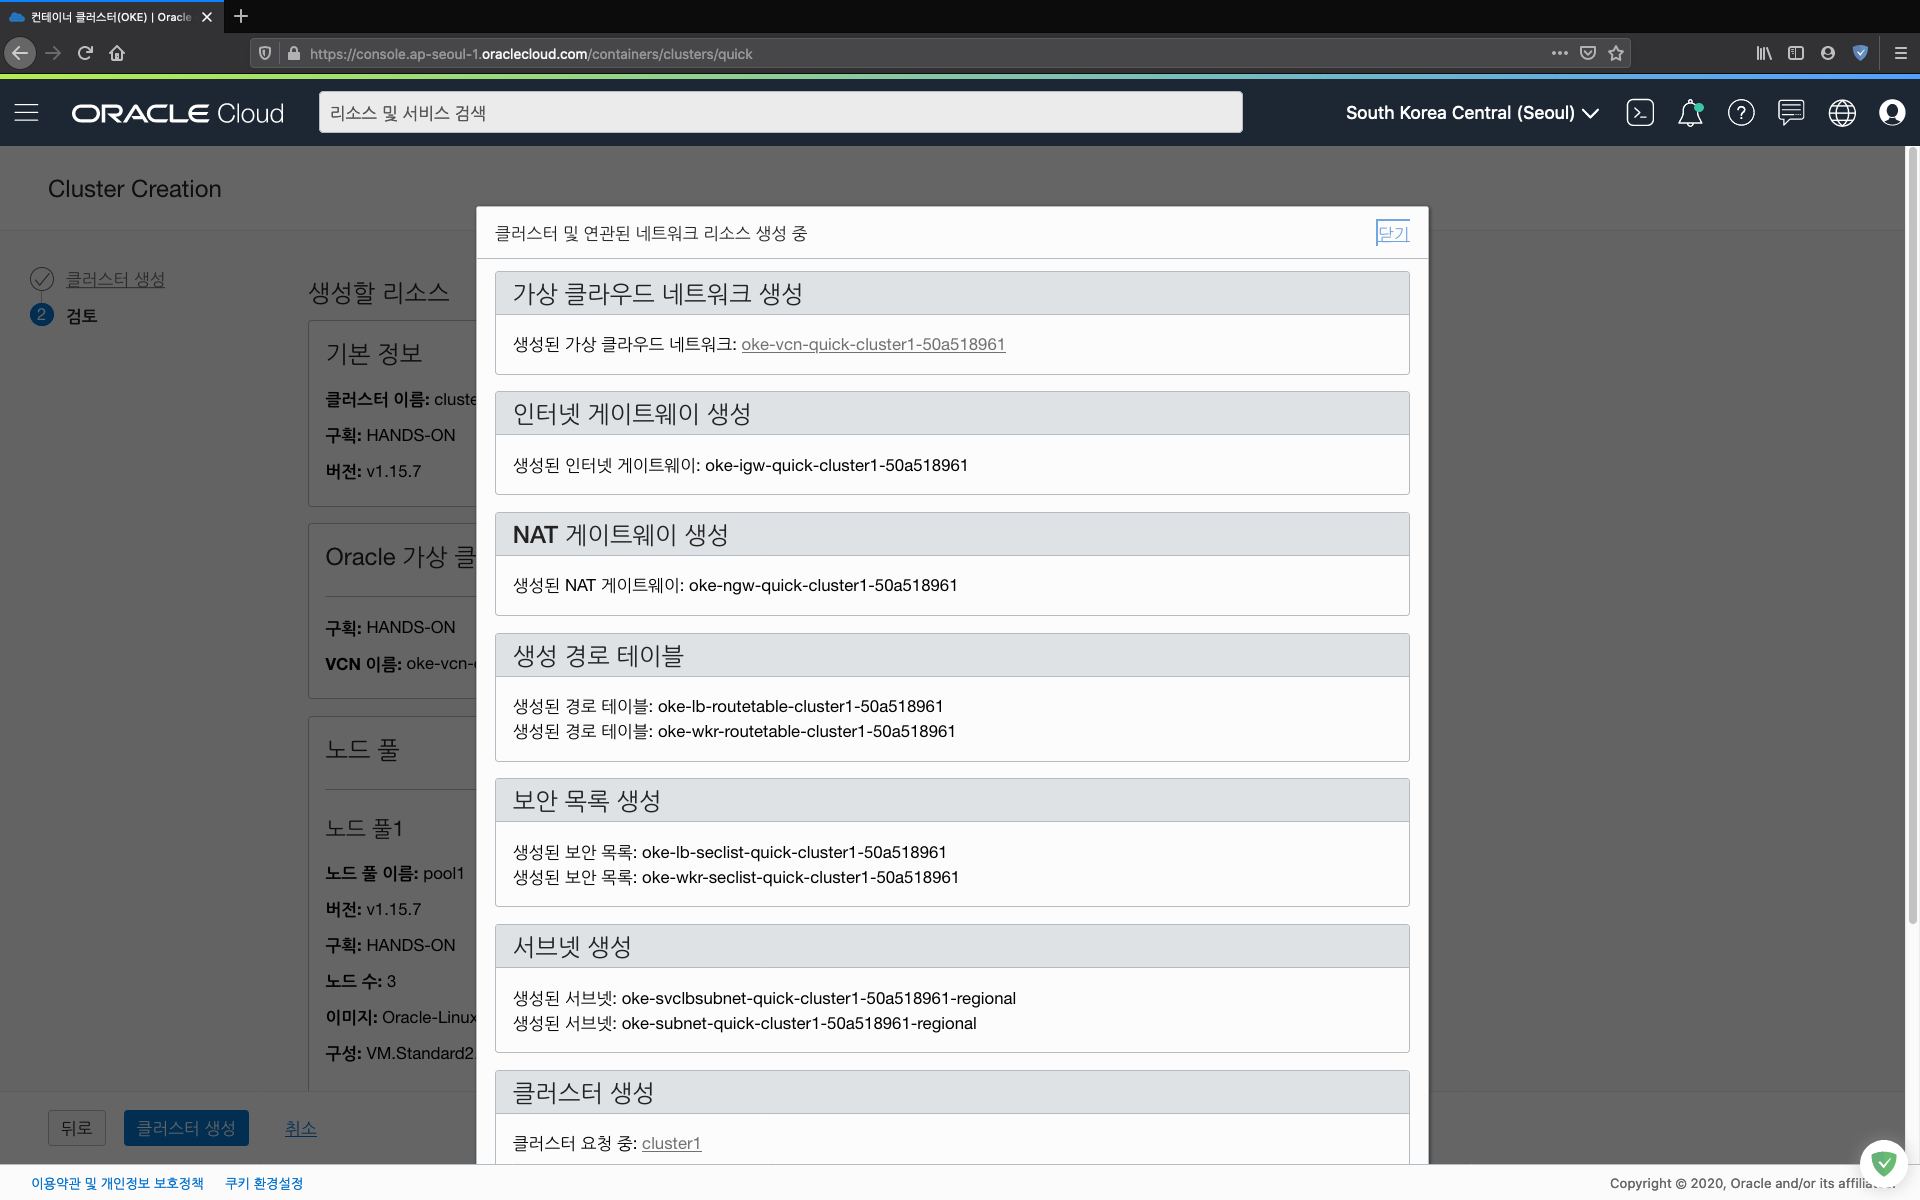 컨테이너 클러스터(OKE) | Oracle
https://console.ap-seoul-1.oraclecloud.com/containers/clusters/quick
ORACLE Cloud
리소스 및 서비스 검색
South Korea Central (Seoul)
Cluster Creation
클러스터 생성
2 검토
생성할 리소스
기본 정보
클러스터 이름: cluste
구획: HANDS-ON
버전: v1.15.7
Oracle 가상 클
구획: HANDS-ON
VCN 이름: oke-vcn-
노드 풀
노드 풀1
노드 풀 이름: pool1
버전: v1.15.7
구획: HANDS-ON
노드 수: 3
이미지: Oracle-Linux
구성: VM.Standard2
뒤로
클러스터 생성
취소
클러스터 및 연관된 네트워크 리소스 생성 중
닫기
가상 클라우드 네트워크 생성
생성된 가상 클라우드 네트워크: oke-vcn-quick-cluster1-50a518961
인터넷 게이트웨이 생성
생성된 인터넷 게이트웨이: oke-igw-quick-cluster1-50a518961
NAT 게이트웨이 생성
생성된 NAT 게이트웨이: oke-ngw-quick-cluster1-50a518961
생성 경로 테이블
생성된 경로 테이블: oke-lb-routetable-cluster1-50a518961
생성된 경로 테이블: oke-wkr-routetable-cluster1-50a518961
보안 목록 생성
생성된 보안 목록: oke-lb-seclist-quick-cluster1-50a518961
생성된 보안 목록: oke-wkr-seclist-quick-cluster1-50a518961
서브넷 생성
생성된 서브넷: oke-svclbsubnet-quick-cluster1-50a518961-regional
생성된 서브넷: oke-subnet-quick-cluster1-50a518961-regional
클러스터 생성
클러스터 요청 중: cluster1
이용약관 및 개인정보 보호정책
쿠키 환경설정
Copyright © 2020, Oracle and/or its affilia